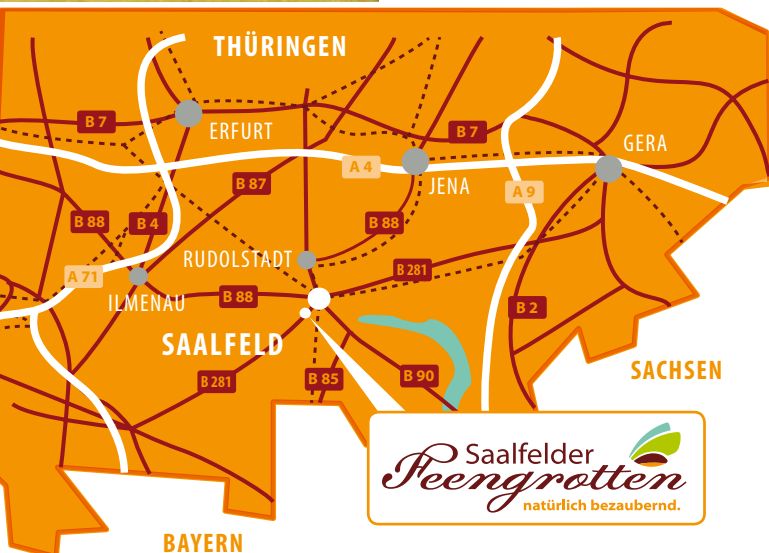 THÜRINGEN
B 7
ERFURT
B 7
GERA
A 4
JENA
B 87
A 9
B 88
B 4
B 88
RUDOLSTADT
B 281
A 71
ILMENAU
B 88
B 2
SAALFELD
B 281
B 85
B 90
SACHSEN
Saalfelder
Feengrotten
natürlich bezaubernd.
BAYERN